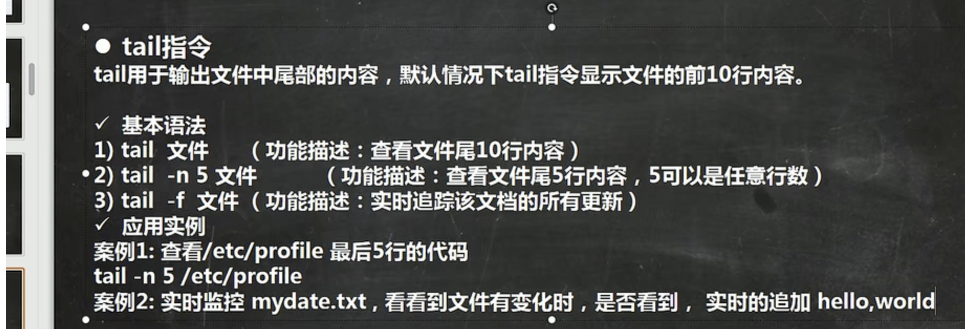 ● tail指令
tail用于输出文件中尾部的内容，默认情况下tail指令显示文件的前10行内容。
✓ 基本语法
1) tail 文件 （功能描述：查看文件尾10行内容）
2) tail -n 5 文件 （功能描述：查看文件尾5行内容，5可以是任意行数）
3) tail -f 文件（功能描述：实时追踪该文档的所有更新）
✓ 应用实例
案例1: 查看/etc/profile 最后5行的代码
tail -n 5 /etc/profile
案例2: 实时监控 mydate.txt , 看看到文件有变化时，是否看到， 实时的追加 hello,world